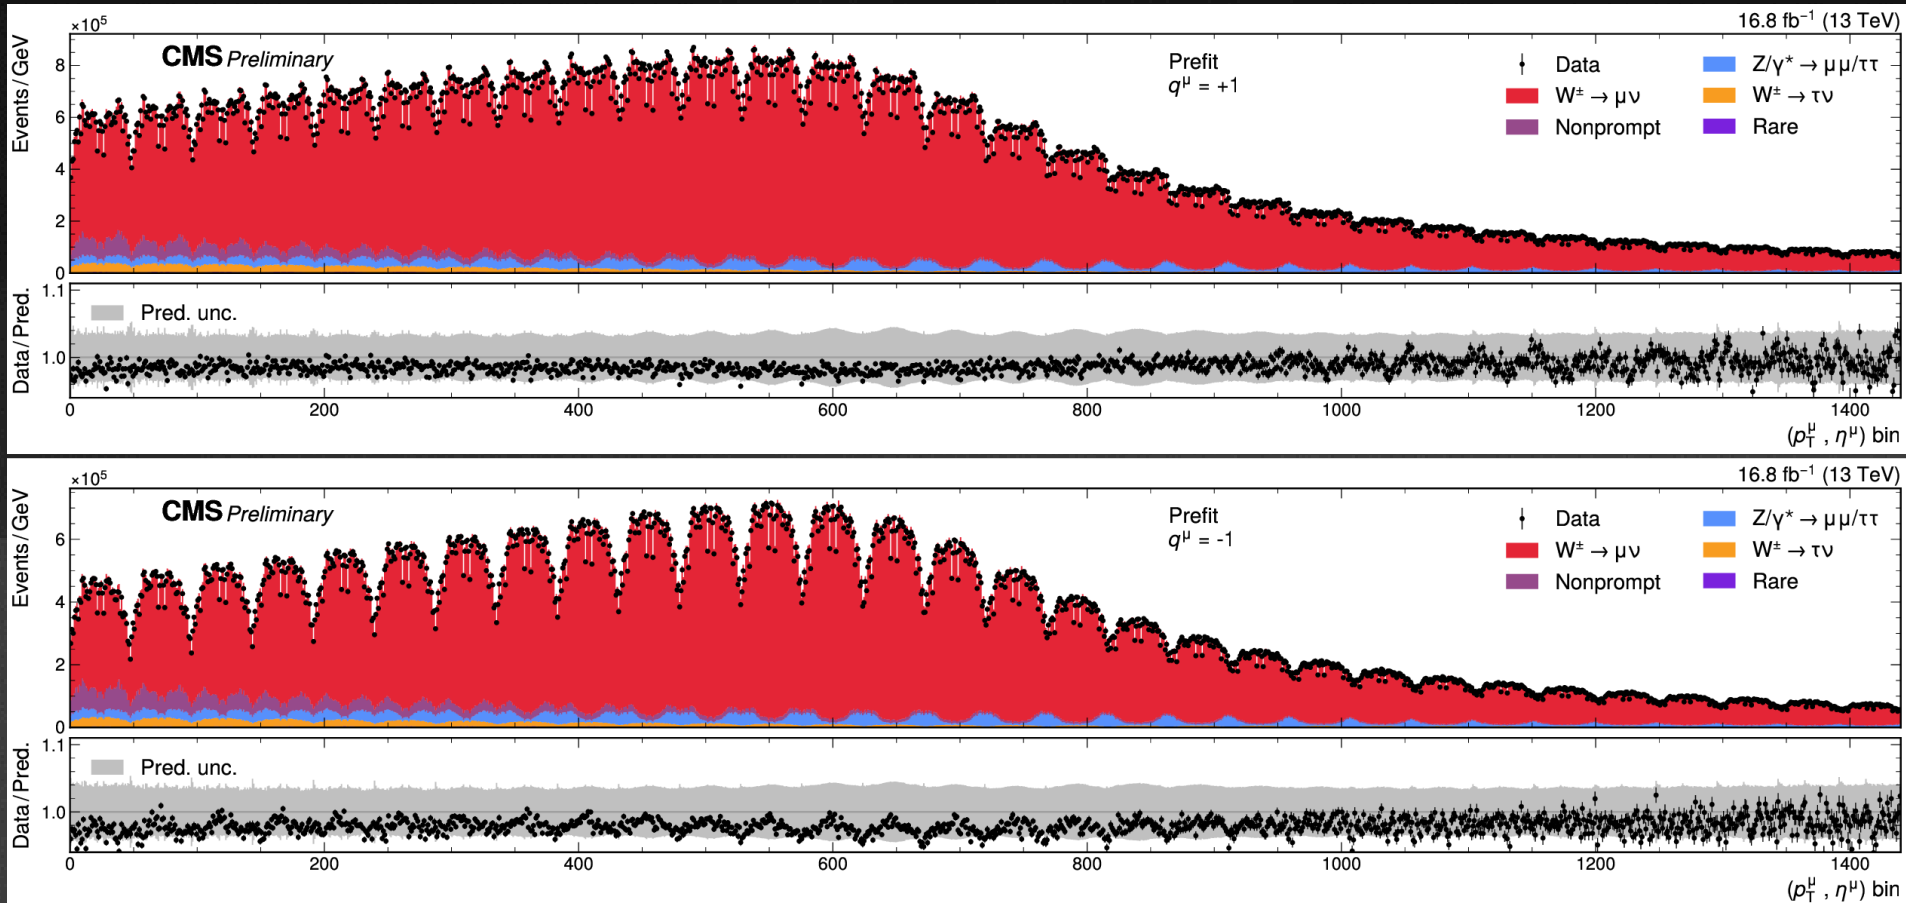 ×10⁵
16.8 fb⁻¹ (13 TeV)
CMS Preliminary
Prefit
qᵘ = +1
Data
Z/γ* → μμ/ττ
W± → μν
W± → τν
Nonprompt
Rare
Events / GeV
8
6
4
2
0
Pred. unc.
Data / Pred.
1.1
1.0
0 200 400 600 800 1000 1200 1400
(p_T^μ , η^μ) bin
×10⁵
16.8 fb⁻¹ (13 TeV)
CMS Preliminary
Prefit
q^μ = -1
Data
Z/γ* → μμ/ττ
W± → μν
W± → τν
Nonprompt
Rare
Events / GeV
6
4
2
0
Pred. unc.
Data / Pred.
1.1
1.0
0 200 400 600 800 1000 1200 1400
(p_T^μ , η^μ) bin